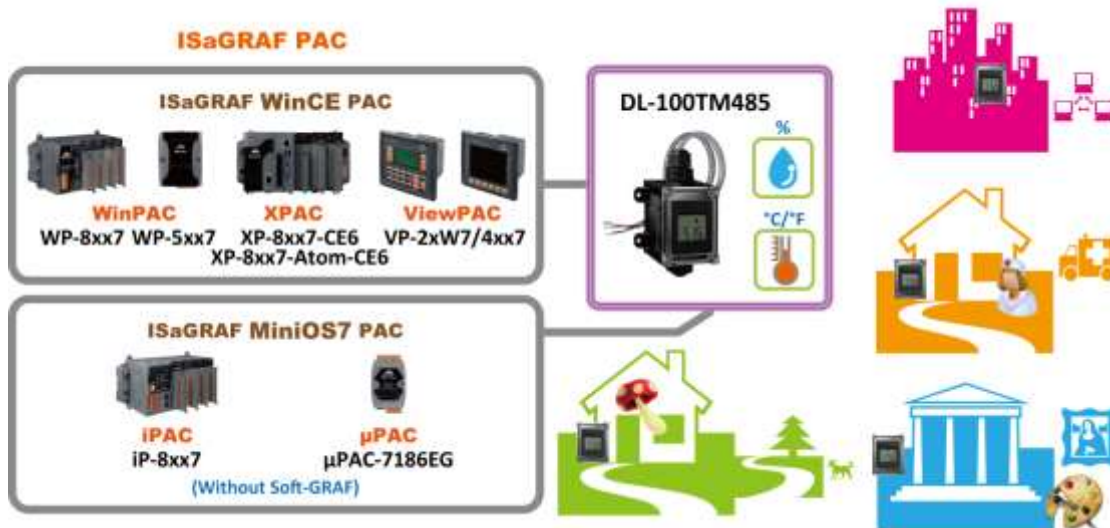 ISaGRAF PAC
ISaGRAF WinCE PAC
WinPAC XPAC ViewPAC
WP-8xx7 WP-5xx7 XP-8xx7-CE6 VP-2xW7/4xx7
XP-8xx7-Atom-CE6
DL-100TM485
%
°C/°F
ISaGRAF MiniOS7 PAC
iPAC µPAC
iP-8xx7 µPAC-7186EG
(Without Soft-GRAF)